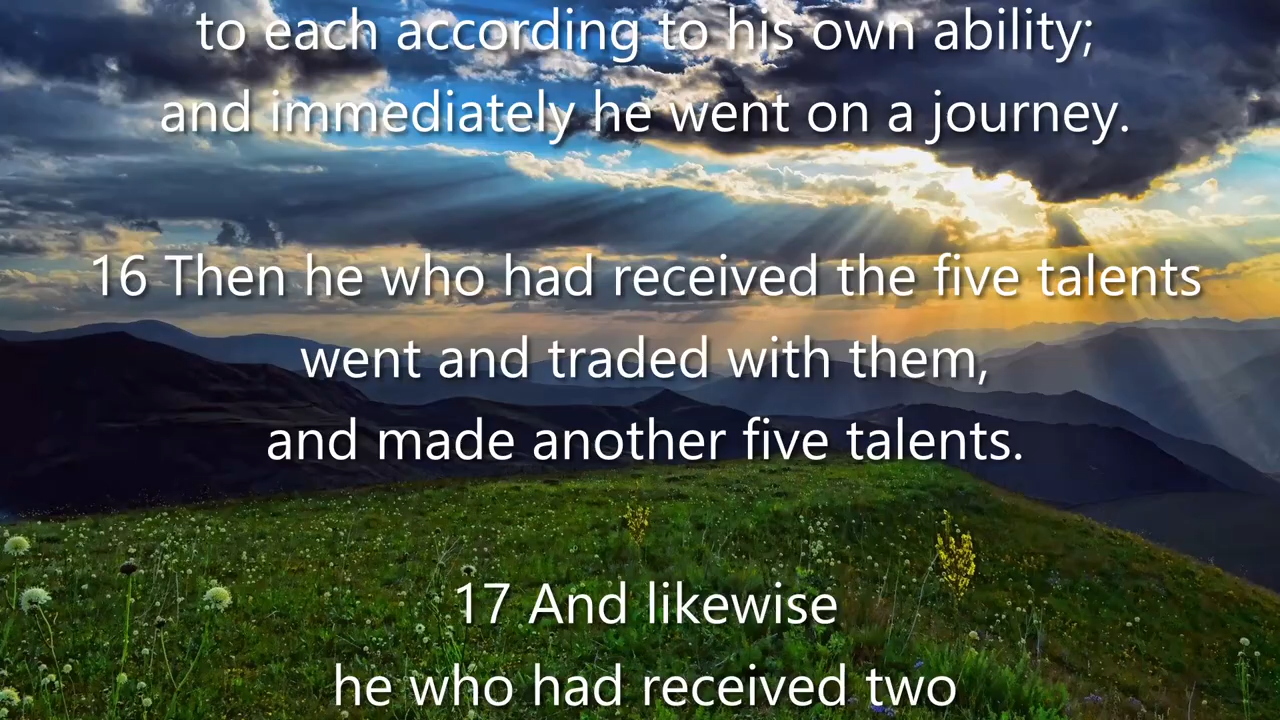 to each according to his own ability;
and immediately he went on a journey.
16 Then he who had received the five talents
went and traded with them,
and made another five talents.
17 And likewise
he who had received two